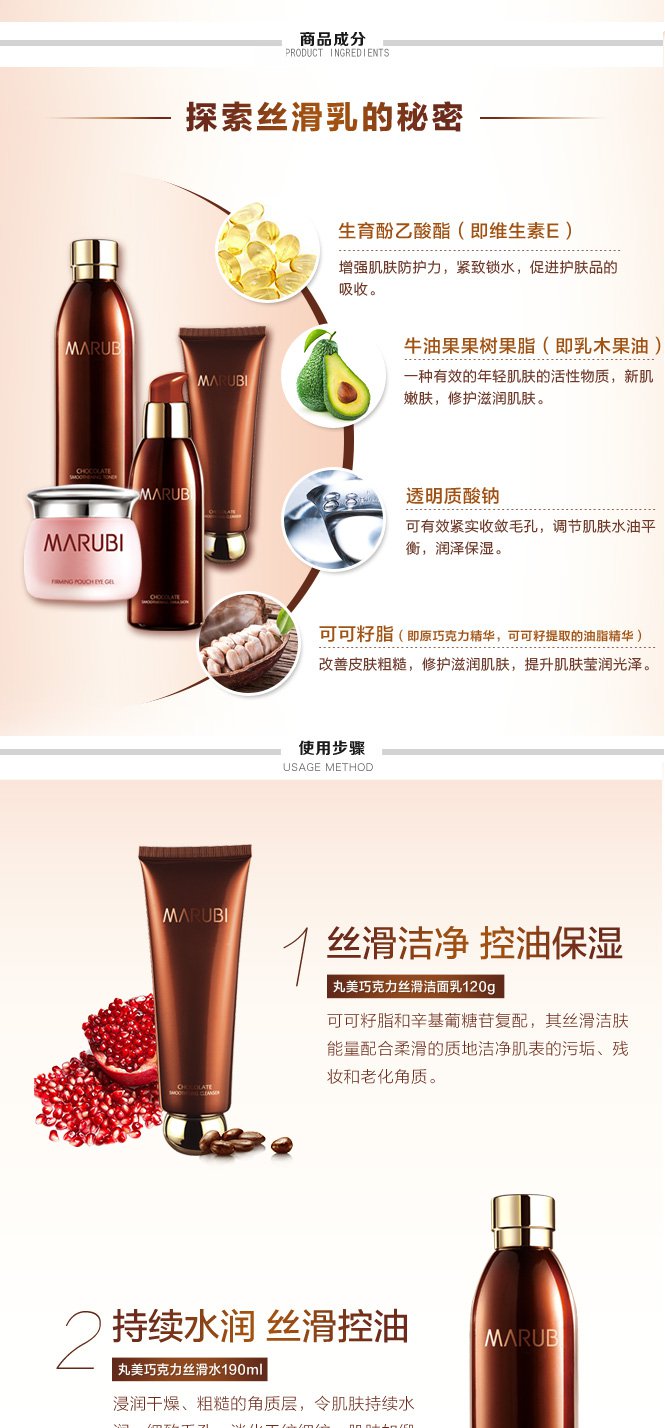 商品成分
PRODUCT INGREDIENTS
探索丝滑乳的秘密
生育酚乙酸酯（即维生素E）
增强肌肤防护力，紧致锁水，促进护肤品的
吸收。
牛油果果树果脂（即乳木果油）
一种有效的年轻肌肤的活性物质，新肌
嫩肤，修护滋润肌肤。
透明质酸钠
可有效紧实收敛毛孔，调节肌肤水油平
衡，润泽保湿。
可可籽脂（即原巧克力精华，可可籽提取的油脂精华）
改善皮肤粗糙，修护滋润肌肤，提升肌肤莹润光泽。
MARUBI
CHOCOLATE
SMOOTHENING TONER
MARUBI
CHOCOLATE
SMOOTHENING CLEANSER
MARUBI
CHOCOLATE
SMOOTHENING EMULSION
MARUBI
FIRMING POUCH EYE GEL
使用步骤
USAGE METHOD
MARUBI
CHOCOLATE
SMOOTHENING CLEANSER
1
丝滑洁净 控油保湿
丸美巧克力丝滑洁面乳120g
可可籽脂和辛基葡糖苷复配，其丝滑洁肤
能量配合柔滑的质地洁净肌表的污垢、残
妆和老化角质。
2
持续水润 丝滑控油
丸美巧克力丝滑水190ml
浸润干燥、粗糙的角质层，令肌肤持续水
MARUBI